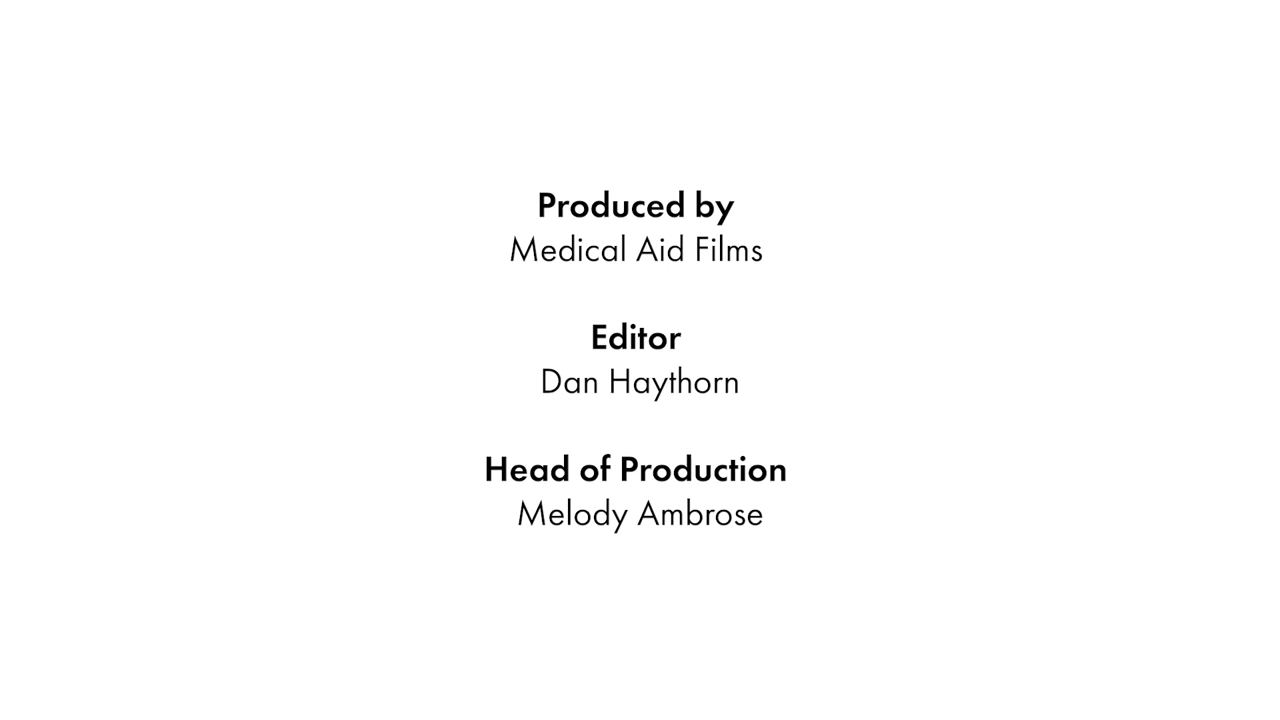 Produced by
Medical Aid Films
Editor
Dan Haythorn
Head of Production
Melody Ambrose